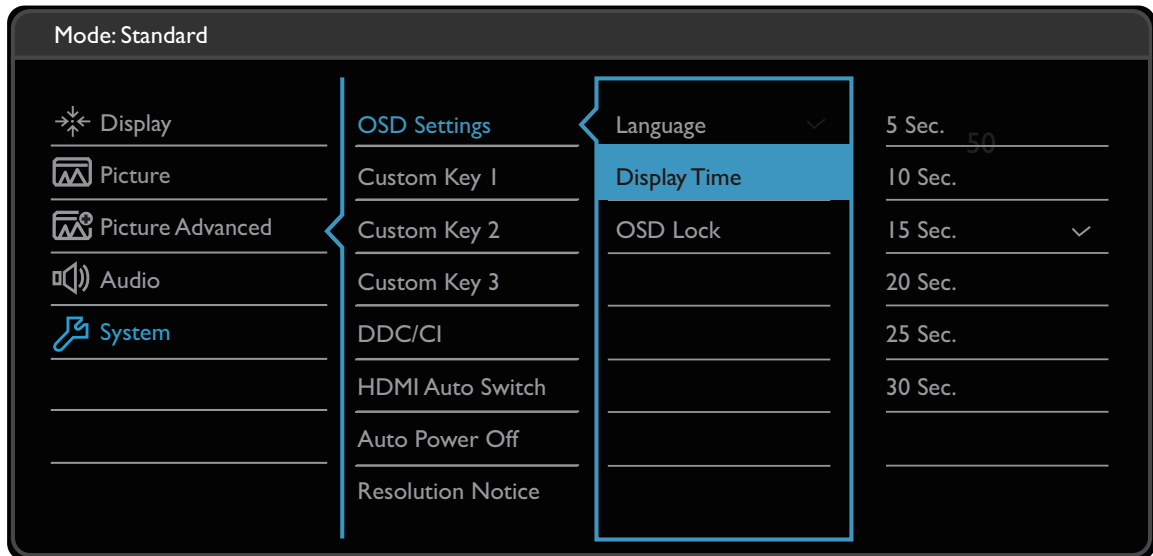 Mode: Standard
Display
Picture
Picture Advanced
Audio
System
OSD Settings
Custom Key 1
Custom Key 2
Custom Key 3
DDC/CI
HDMI Auto Switch
Auto Power Off
Resolution Notice
Language
Display Time
OSD Lock
5 Sec.
50
10 Sec.
15 Sec.
20 Sec.
25 Sec.
30 Sec.